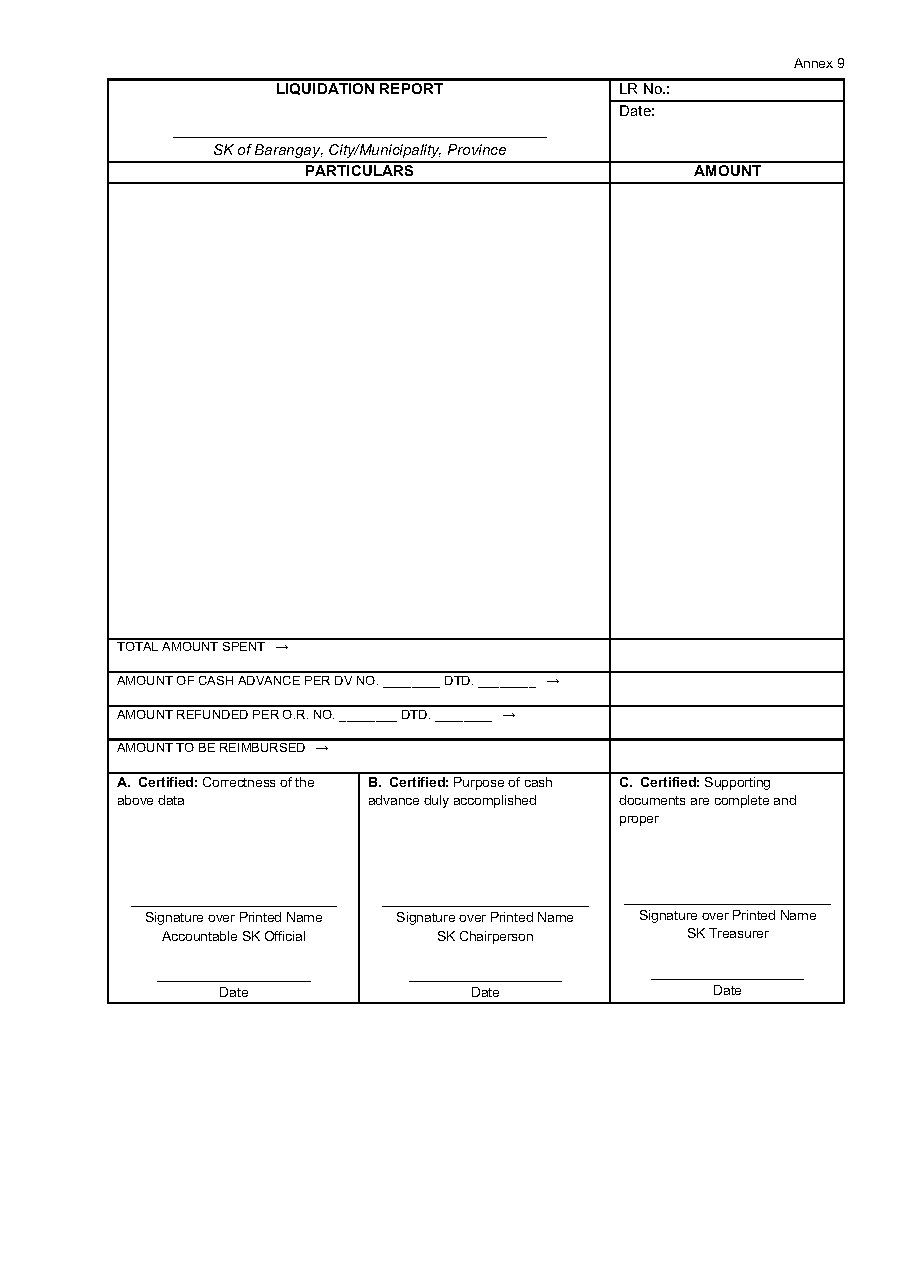 Annex 9
LIQUIDATION REPORT
LR No.:
Date:
SK of Barangay, City/Municipality, Province
PARTICULARS
AMOUNT
TOTAL AMOUNT SPENT →
AMOUNT OF CASH ADVANCE PER DV NO. ________ DTD. ________ →
AMOUNT REFUNDED PER O.R. NO. ________ DTD. ________ →
AMOUNT TO BE REIMBURSED →
A. Certified: Correctness of the
above data
Signature over Printed Name
Accountable SK Official
Date
B. Certified: Purpose of cash
advance duly accomplished
Signature over Printed Name
SK Chairperson
Date
C. Certified: Supporting
documents are complete and
proper
Signature over Printed Name
SK Treasurer
Date